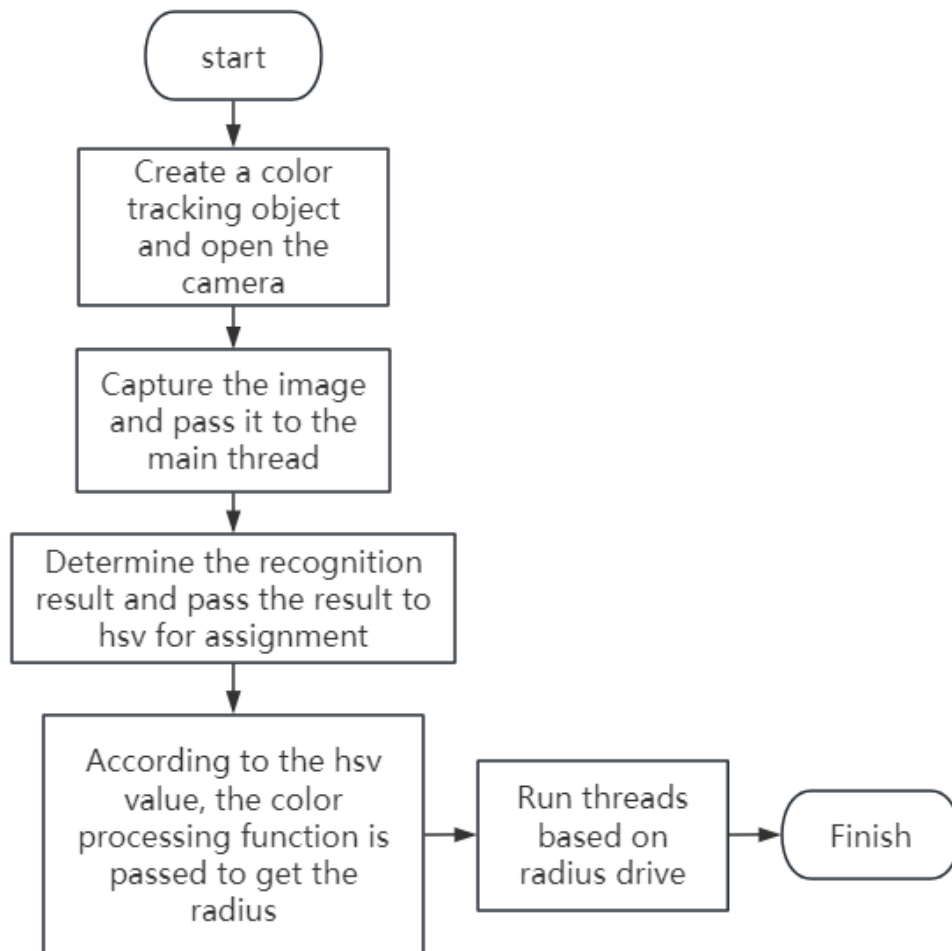 start
Create a color
tracking object
and open the
camera
Capture the image
and pass it to the
main thread
Determine the recognition
result and pass the result to
hsv for assignment
According to the hsv
value, the color
processing function is
passed to get the
radius
Run threads
based on
radius drive
Finish